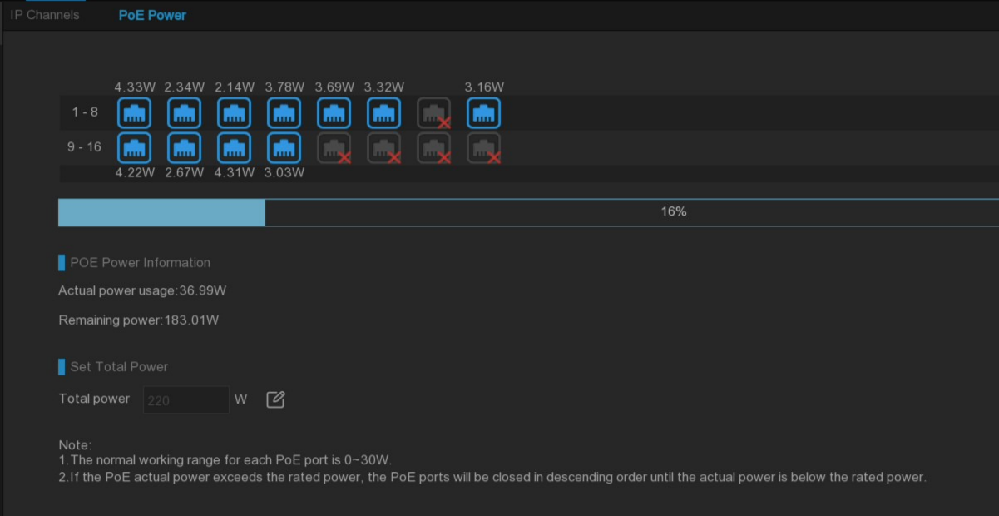 IP Channels PoE Power
4.33W 2.34W 2.14W 3.78W 3.69W 3.32W 3.16W
1 - 8
9 - 16
4.22W 2.67W 4.31W 3.03W
16%
POE Power Information
Actual power usage:36.99W
Remaining power:183.01W
Set Total Power
Total power 220 W
Note:
1.The normal working range for each PoE port is 0~30W.
2.If the PoE actual power exceeds the rated power, the PoE ports will be closed in descending order until the actual power is below the rated power.